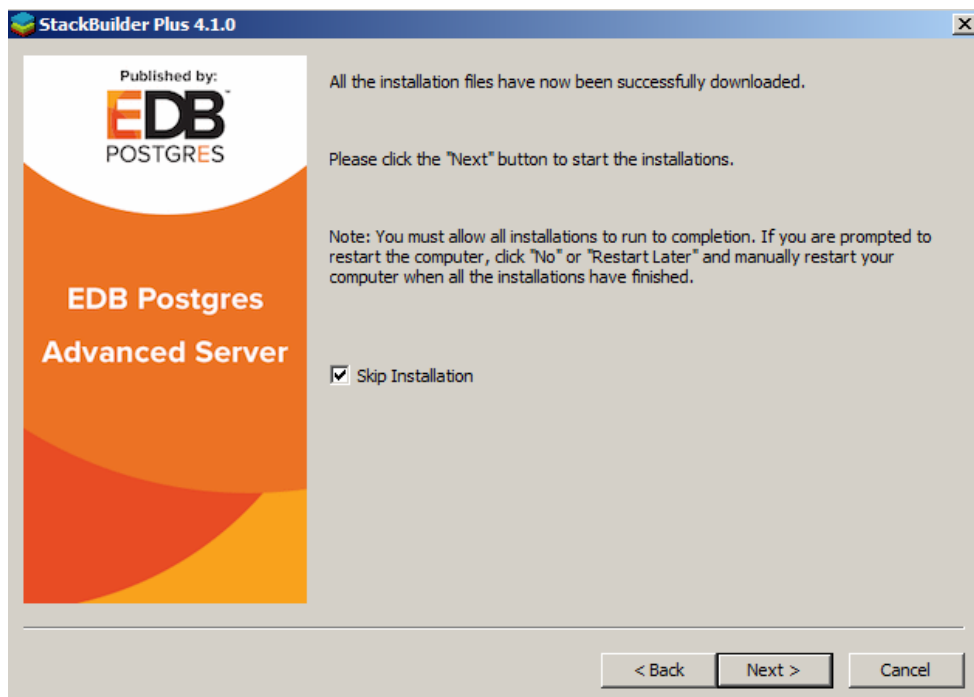 StackBuilder Plus 4.1.0
Published by:
EDB™
POSTGRES
EDB Postgres
Advanced Server
All the installation files have now been successfully downloaded.
Please click the "Next" button to start the installations.
Note: You must allow all installations to run to completion. If you are prompted to
restart the computer, click "No" or "Restart Later" and manually restart your
computer when all the installations have finished.
Skip Installation
< Back
Next >
Cancel